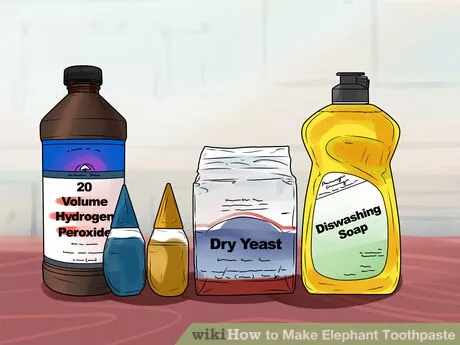 20
Volume
Hydrogen
Peroxide
Dry Yeast
Diswashing
Soap
wikiHow to Make Elephant Toothpaste